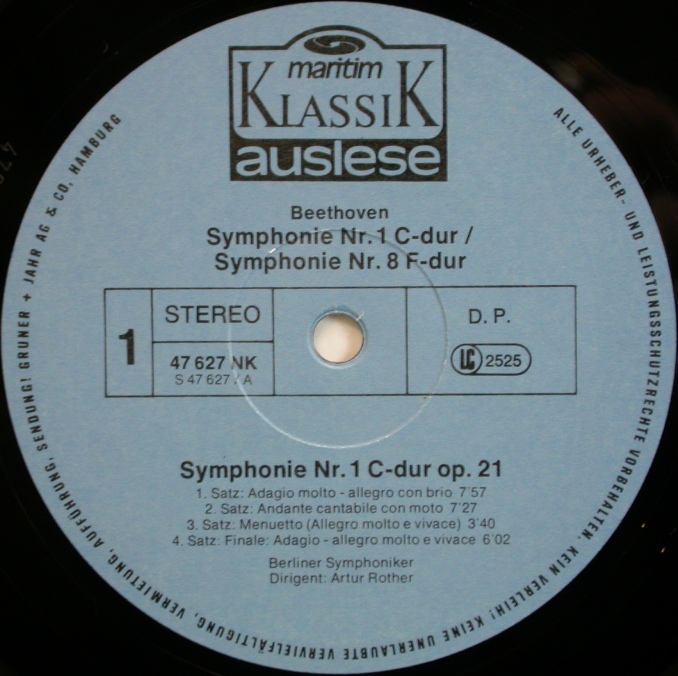 maritim
KLASSIK
auslese
Beethoven
Symphonie Nr. 1 C-dur /
Symphonie Nr. 8 F-dur
1
STEREO
47 627 NK
S 47 627 / A
D. P.
LC 2525
Symphonie Nr. 1 C-dur op. 21
1. Satz: Adagio molto - allegro con brio 7'57
2. Satz: Andante cantabile con moto 7'27
3. Satz: Menuetto (Allegro molto e vivace) 3'40
4. Satz: Finale: Adagio - allegro molto e vivace 6'02
Berliner Symphoniker
Dirigent: Artur Rother
ALLE URHEBER- UND LEISTUNGSSCHUTZRECHTE VORBEHALTEN. KEIN VERLEIH! KEINE UNERLAUBTE VERVIELFÄLTIGUNG, VERMIETUNG, AUFFÜHRUNG, SENDUNG! GRUNER + JAHR AG & CO, HAMBURG